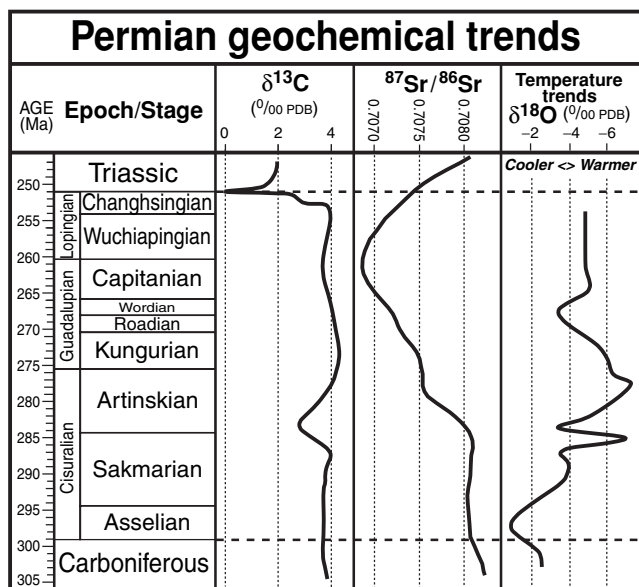 Permian geochemical trends
AGE
(Ma)
Epoch/Stage
δ¹³C
(⁰/₀₀ PDB)
0 2 4
⁸⁷Sr/⁸⁶Sr
0.7070
0.7075
0.7080
Temperature
trends
δ¹⁸O (⁰/₀₀ PDB)
−2 −4 −6
Cooler <> Warmer
250
255
260
265
270
275
280
285
290
295
300
305
Lopingian
Guadalupian
Cisuralian
Triassic
Changhsingian
Wuchiapingian
Capitanian
Wordian
Roadian
Kungurian
Artinskian
Sakmarian
Asselian
Carboniferous